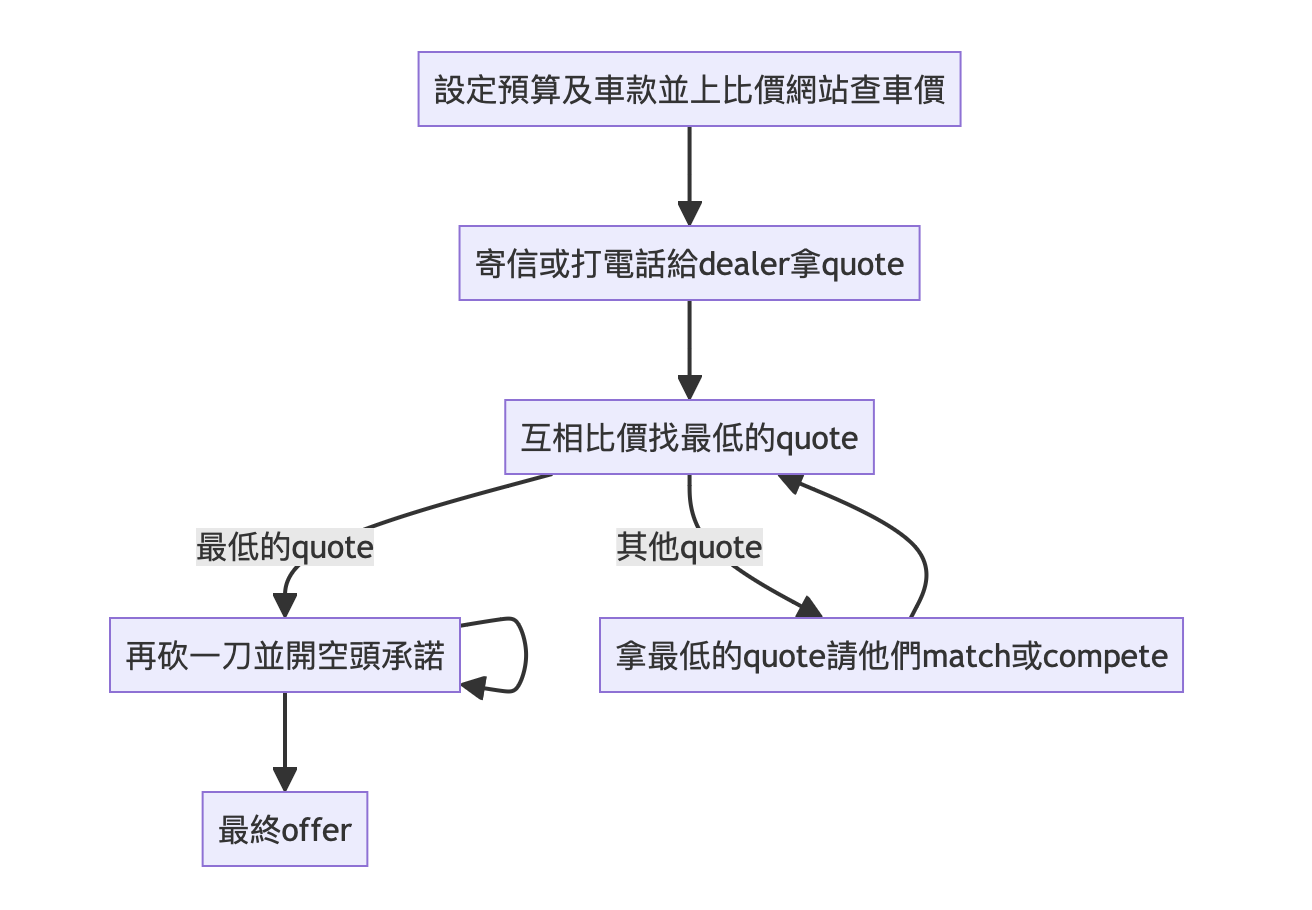 設定預算及車款並上比價網站查車價
寄信或打電話給dealer拿quote
互相比價找最低的quote
最低的quote
其他quote
再砍一刀並開空頭承諾
拿最低的quote請他們match或compete
最終offer